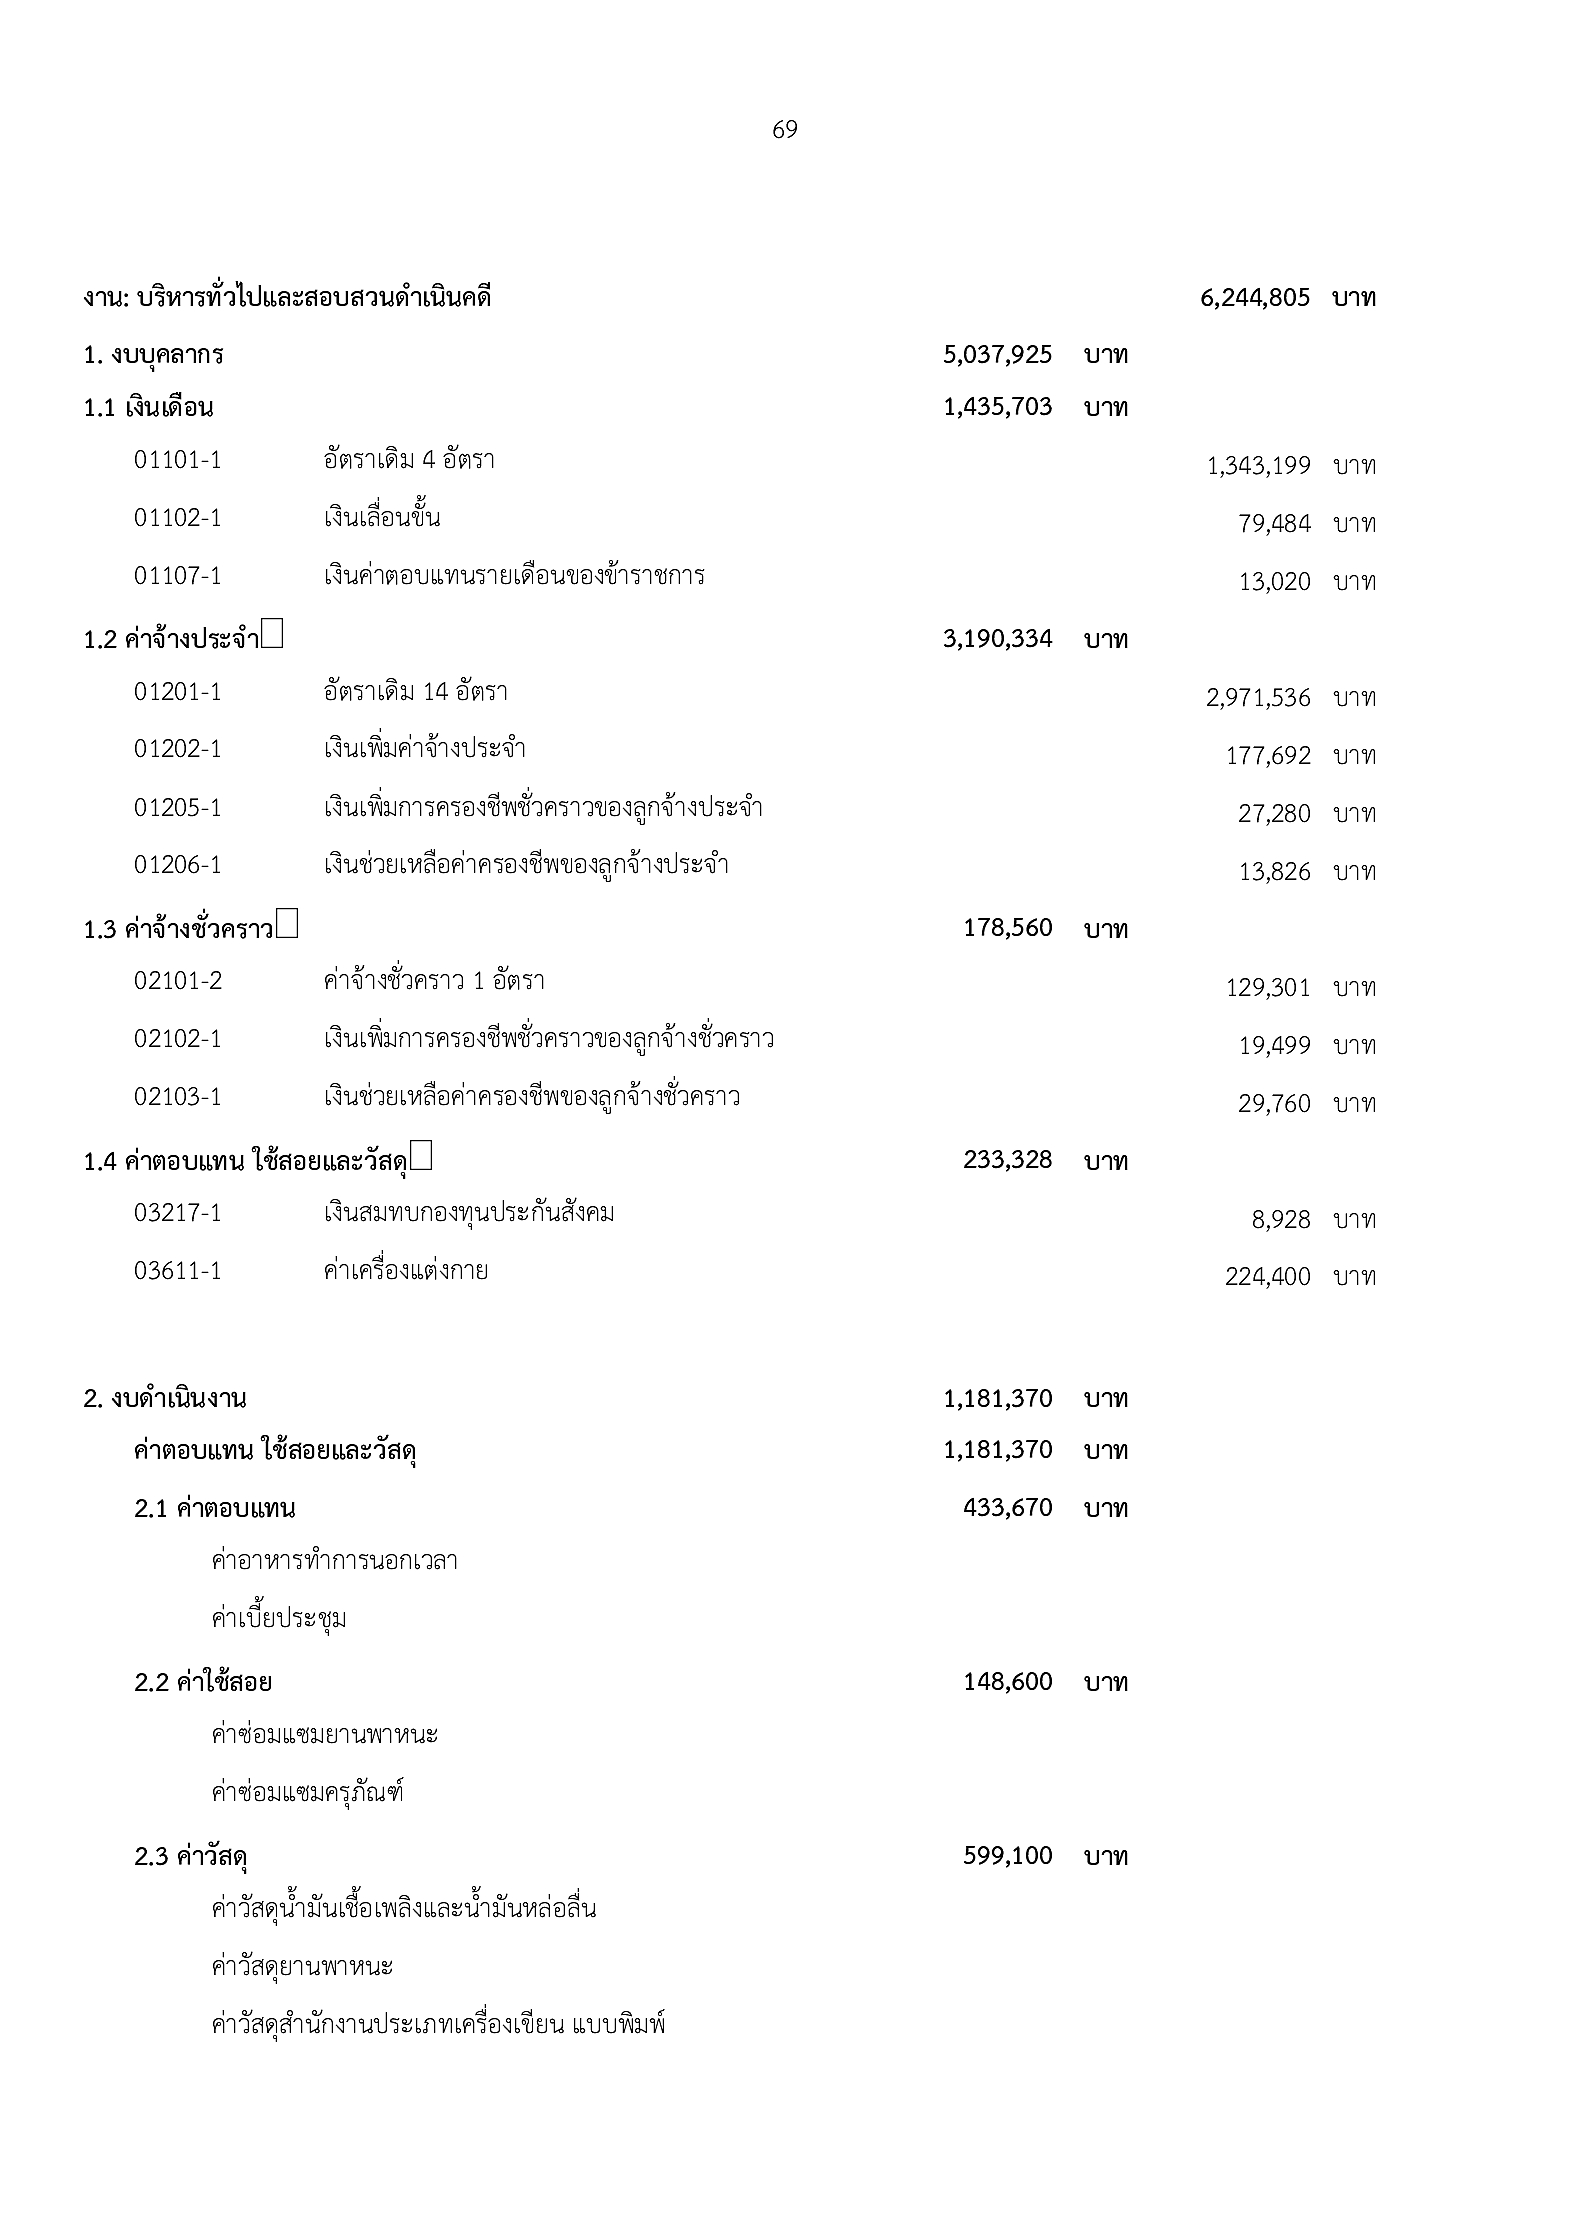 69
งาน: บริหารทั่วไปและสอบสวนดำเนินคดี 6,244,805 บาท
1. งบบุคลากร 5,037,925 บาท
1.1 เงินเดือน 1,435,703 บาท
01101-1 อัตราเดิม 4 อัตรา 1,343,199 บาท
01102-1 เงินเลื่อนขั้น 79,484 บาท
01107-1 เงินค่าตอบแทนรายเดือนของข้าราชการ 13,020 บาท
1.2 ค่าจ้างประจำ 3,190,334 บาท
01201-1 อัตราเดิม 14 อัตรา 2,971,536 บาท
01202-1 เงินเพิ่มค่าจ้างประจำ 177,692 บาท
01205-1 เงินเพิ่มการครองชีพชั่วคราวของลูกจ้างประจำ 27,280 บาท
01206-1 เงินช่วยเหลือค่าครองชีพของลูกจ้างประจำ 13,826 บาท
1.3 ค่าจ้างชั่วคราว 178,560 บาท
02101-2 ค่าจ้างชั่วคราว 1 อัตรา 129,301 บาท
02102-1 เงินเพิ่มการครองชีพชั่วคราวของลูกจ้างชั่วคราว 19,499 บาท
02103-1 เงินช่วยเหลือค่าครองชีพของลูกจ้างชั่วคราว 29,760 บาท
1.4 ค่าตอบแทน ใช้สอยและวัสดุ 233,328 บาท
03217-1 เงินสมทบกองทุนประกันสังคม 8,928 บาท
03611-1 ค่าเครื่องแต่งกาย 224,400 บาท
2. งบดำเนินงาน 1,181,370 บาท
ค่าตอบแทน ใช้สอยและวัสดุ 1,181,370 บาท
2.1 ค่าตอบแทน 433,670 บาท
ค่าอาหารทำการนอกเวลา
ค่าเบี้ยประชุม
2.2 ค่าใช้สอย 148,600 บาท
ค่าซ่อมแซมยานพาหนะ
ค่าซ่อมแซมครุภัณฑ์
2.3 ค่าวัสดุ 599,100 บาท
ค่าวัสดุน้ำมันเชื้อเพลิงและน้ำมันหล่อลื่น
ค่าวัสดุยานพาหนะ
ค่าวัสดุสำนักงานประเภทเครื่องเขียน แบบพิมพ์